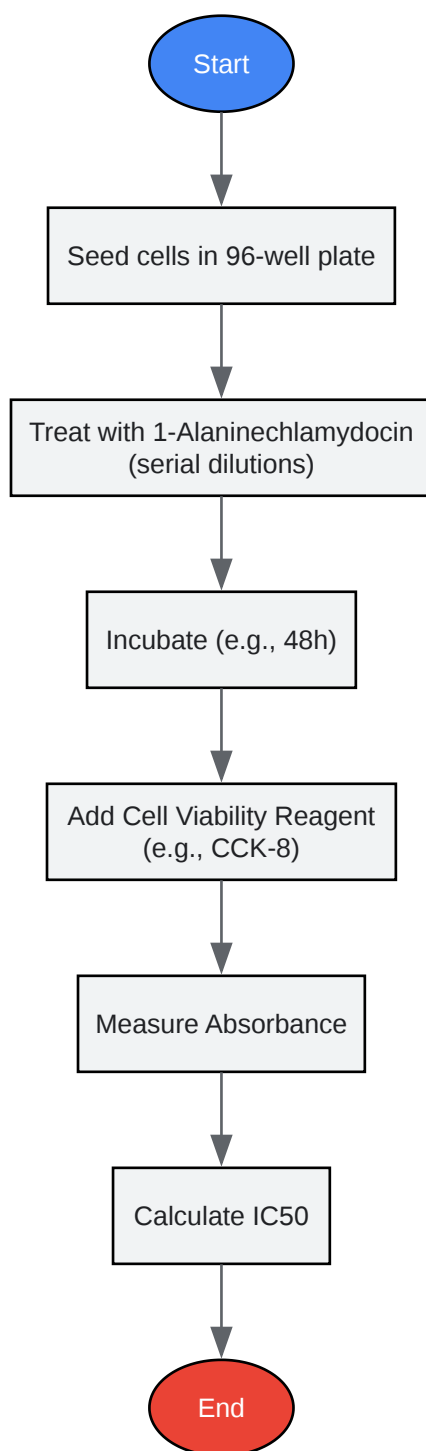 Start
Seed cells in 96-well plate
Treat with 1-Alaninechlamydocin
(serial dilutions)
Incubate (e.g., 48h)
Add Cell Viability Reagent
(e.g., CCK-8)
Measure Absorbance
Calculate IC50
End